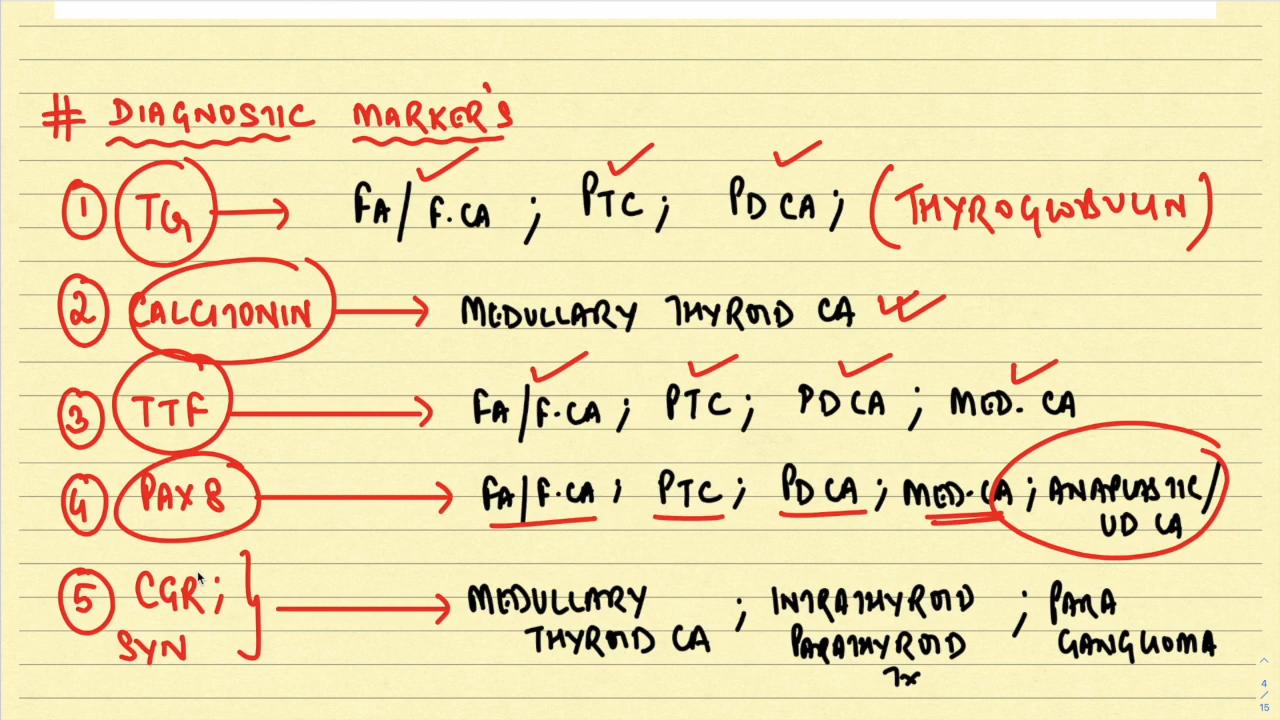 # DIAGNOSTIC MARKER'S
① TG → FA/F.CA ; PTC ; PD CA ; (THYROGLOBULIN)
② CALCITONIN → MEDULLARY THYROID CA
③ TTF → FA/F.CA ; PTC ; PD CA ; MED. CA
④ PAX 8 → FA/F.CA ; PTC ; PD CA ; MED. CA ; ANAPLASTIC/
UD CA
⑤ CGR ; → MEDULLARY ; INTRATHYROID ; PARA
SYN THYROID CA PARATHYROID GANGLIOMA
Tx
4
/
15